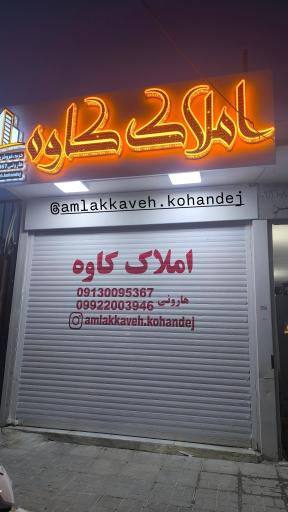 املاک کاوه
@amlakkaveh.kohandej
املاک کاوه
09130095367
09922003946 هارونی
amlakkaveh.kohandej